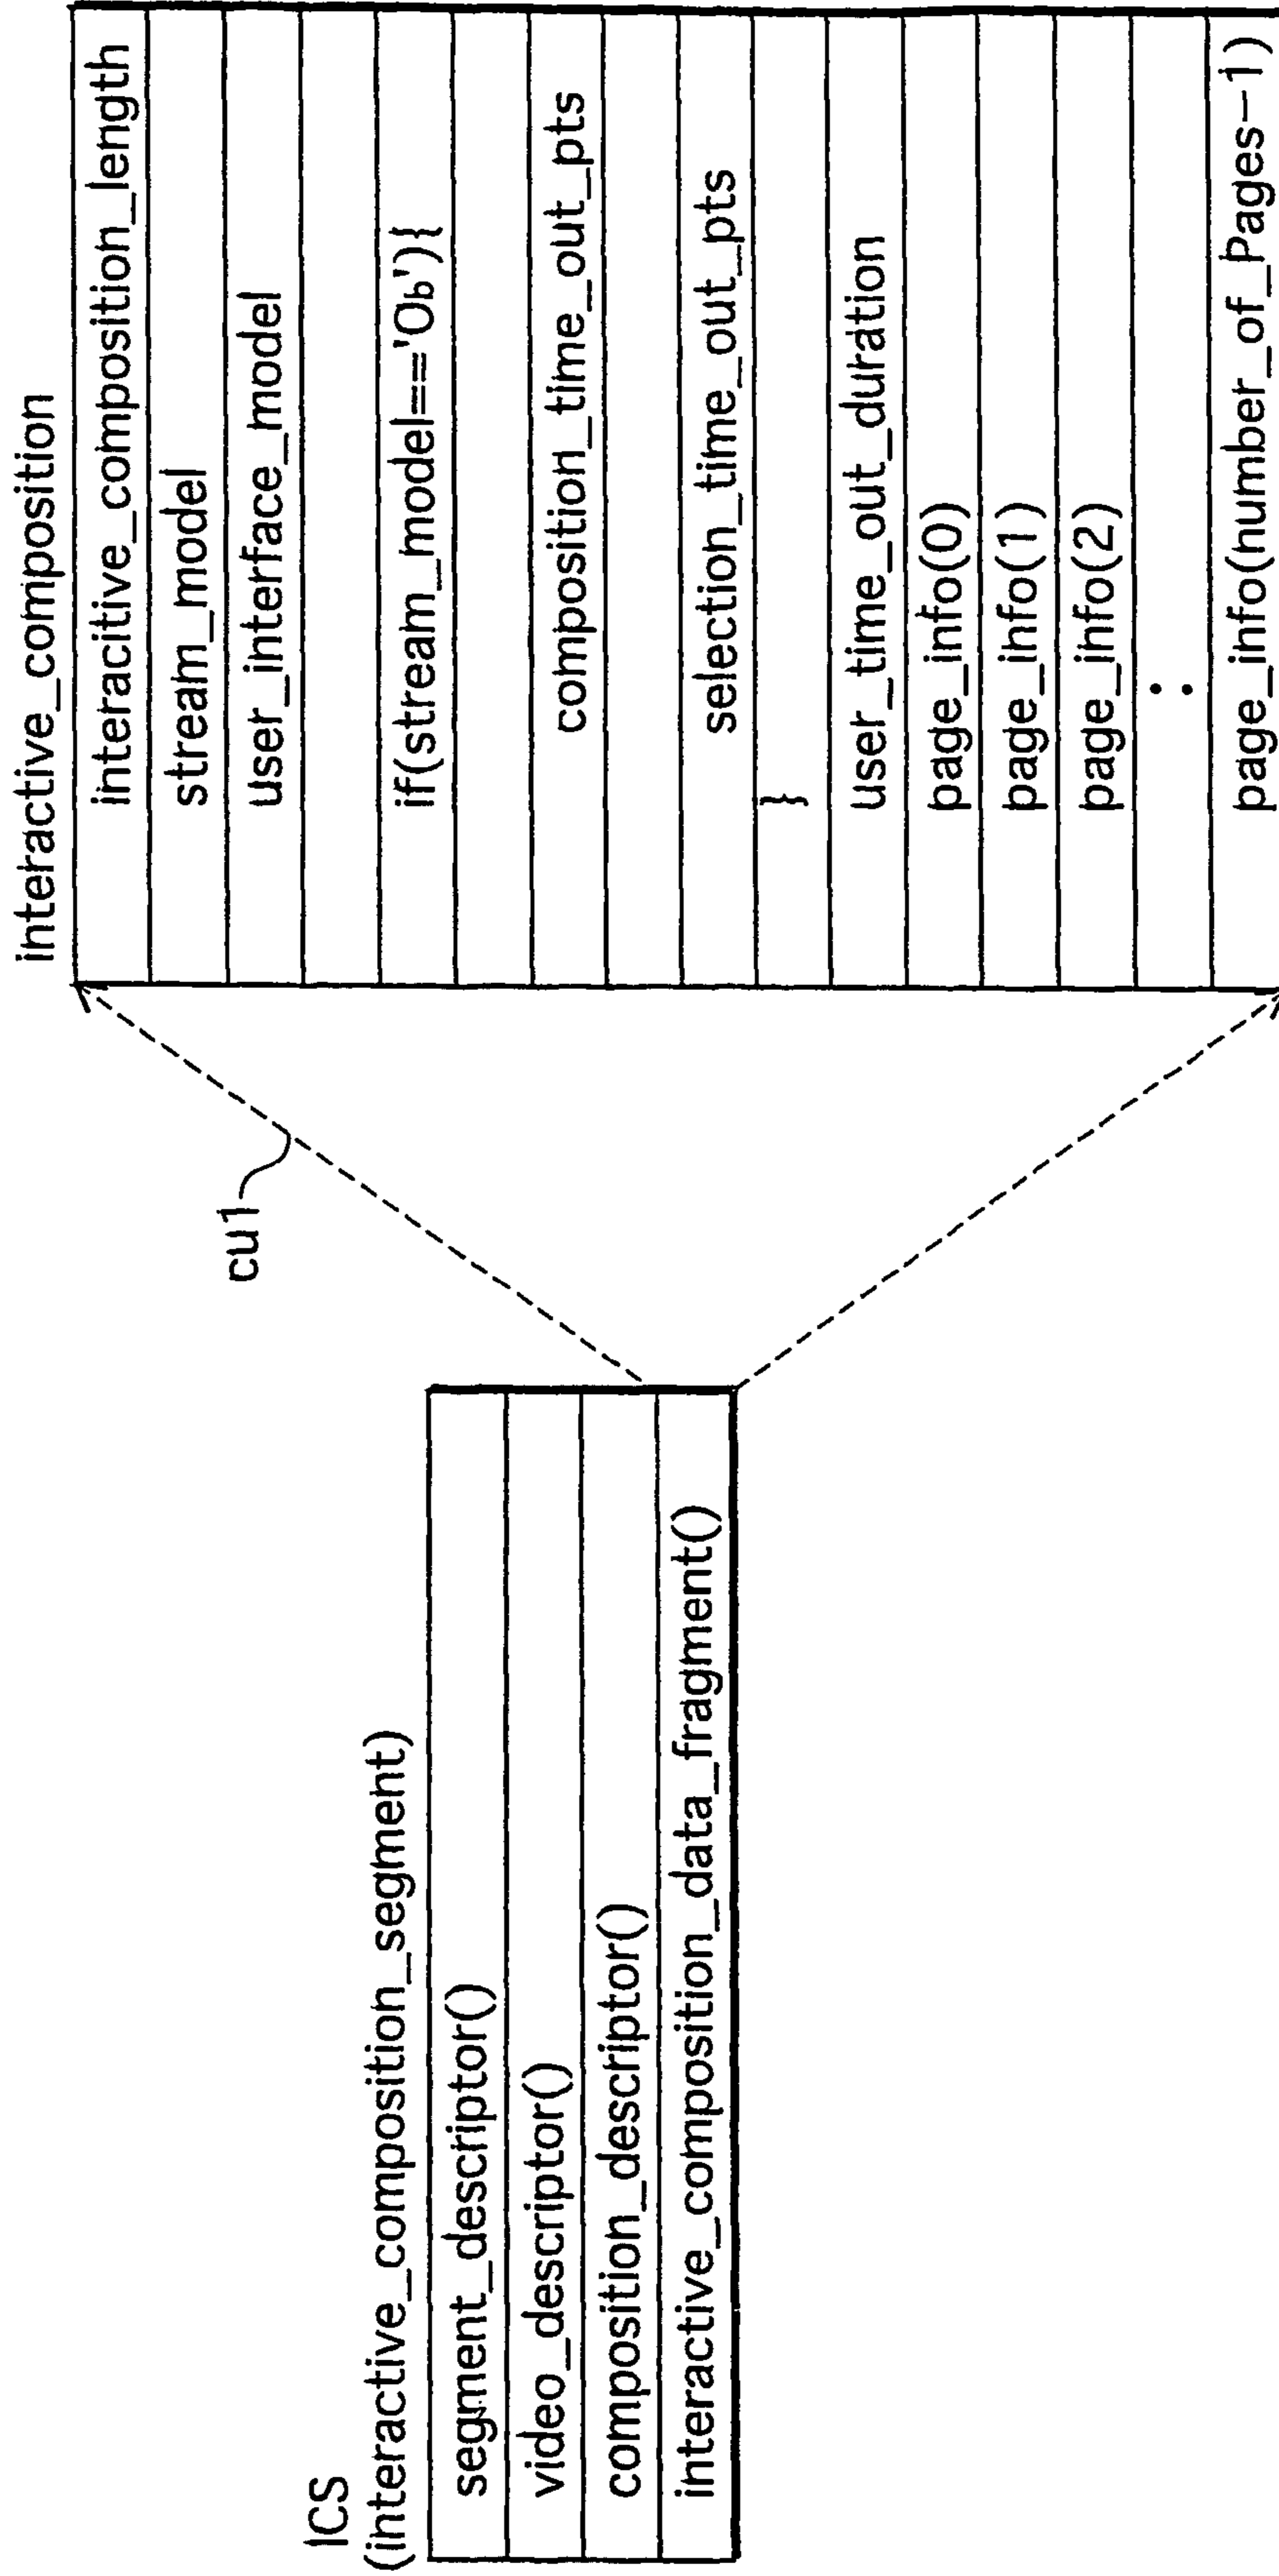 ICS
(interactive_composition_segment)
segment_descriptor()
video_descriptor()
composition_descriptor()
interactive_composition_data_fragment()
cu1
interactive_composition
interacitive_composition_length
stream_model
user_interface_model
if(stream_model=='0b'){
composition_time_out_pts
selection_time_out_pts
}
user_time_out_duration
page_info(0)
page_info(1)
page_info(2)
:
page_info(number_of_Pages-1)